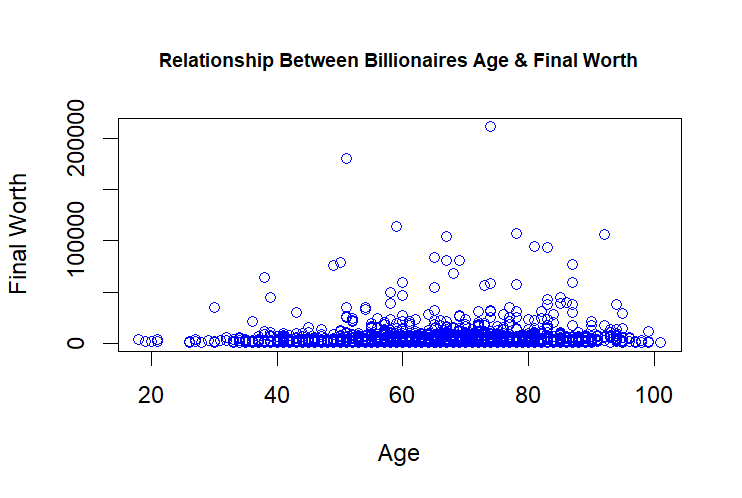 Relationship Between Billionaires Age & Final Worth
Final Worth
200000
100000
0
20 40 60 80 100
Age